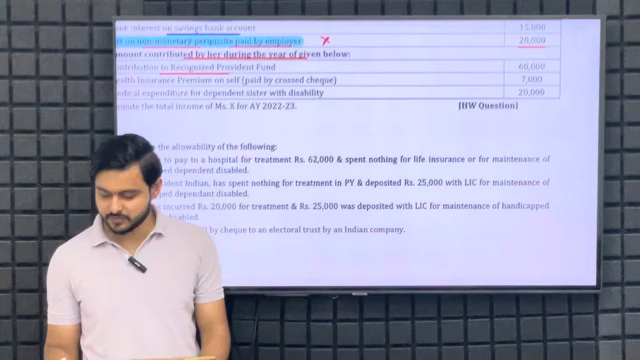 interest on savings bank account 15,000
on non monetary perquisite paid by employer 20,000
amount contributed by her during the year of given below:
Contribution to Recognized Provident Fund 60,000
Health Insurance Premium on self (paid by crossed cheque) 7,000
Medical expenditure for dependent sister with disability 20,000
the total income of Ms. X for AY 2022-23. [HW Question]
the allowability of the following:
to pay to a hospital for treatment Rs. 62,000 & spent nothing for life insurance or for maintenance of
dependent disabled.
Indian, has spent nothing for treatment in PY & deposited Rs. 25,000 with LIC for maintenance of
dependant disabled.
incurred Rs. 20,000 for treatment & Rs. 25,000 was deposited with LIC for maintenance of handicapped
disabled.
by cheque to an electoral trust by an Indian company.